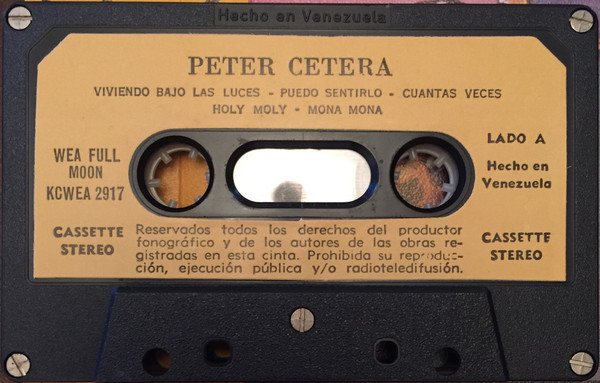 Hecho en Venezuela
PETER CETERA
VIVIENDO BAJO LAS LUCES - PUEDO SENTIRLO - CUANTAS VECES
HOLY MOLY - MONA MONA
WEA FULL
MOON
KCWEA 2917
LADO A
Hecho en
Venezuela
CASSETTE
STEREO
Reservados todos los derechos del productor
fonográfico y de los autores de las obras re-
gistradas en esta cinta. Prohibida su reproduc-
ción, ejecución pública y/o radioteledifusión.
CASSETTE
STEREO